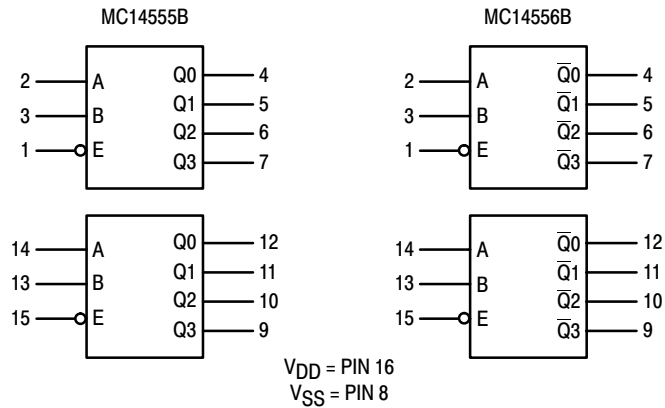 MC14555B
2 A Q0 4
3 B Q1 5
1 E Q2 6
Q3 7
14 A Q0 12
13 B Q1 11
15 E Q2 10
Q3 9
MC14556B
2 A Q̅0 4
3 B Q̅1 5
1 E Q̅2 6
Q̅3 7
14 A Q̅0 12
13 B Q̅1 11
15 E Q̅2 10
Q̅3 9
VDD = PIN 16
VSS = PIN 8